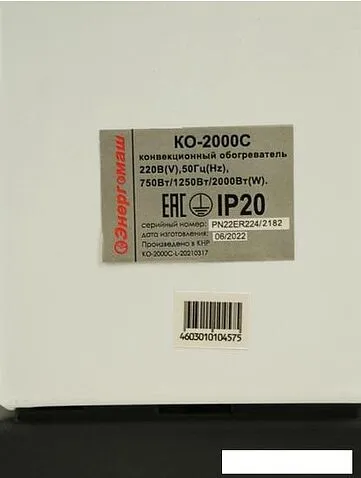 Энергомаш
КО-2000С
конвекционный обогреватель
220В(V),50Гц(Hz),
750Вт/1250Вт/2000Вт(W).
ЕАС IP20
серийный номер: PN22ER224/2182
дата изготовления: 06/2022
Произведено в КНР
КО-2000С-L-20210317
4603010104575